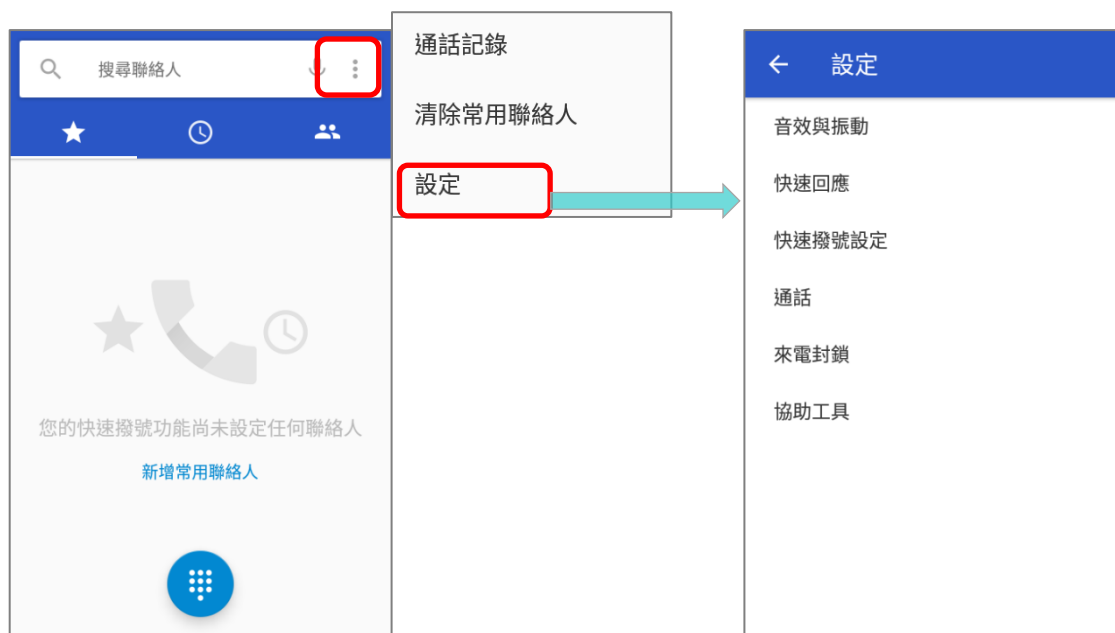 搜尋聯絡人
您的快速撥號功能尚未設定任何聯絡人
新增常用聯絡人
通話記錄
清除常用聯絡人
設定
設定
音效與振動
快速回應
快速撥號設定
通話
來電封鎖
協助工具